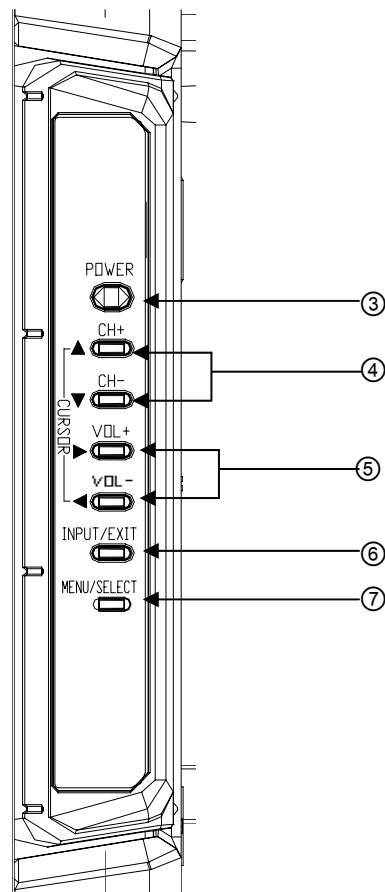 POWER
③
CH+
④
CH-
CURSOR
VOL+
⑤
VOL-
INPUT/EXIT
⑥
MENU/SELECT
⑦